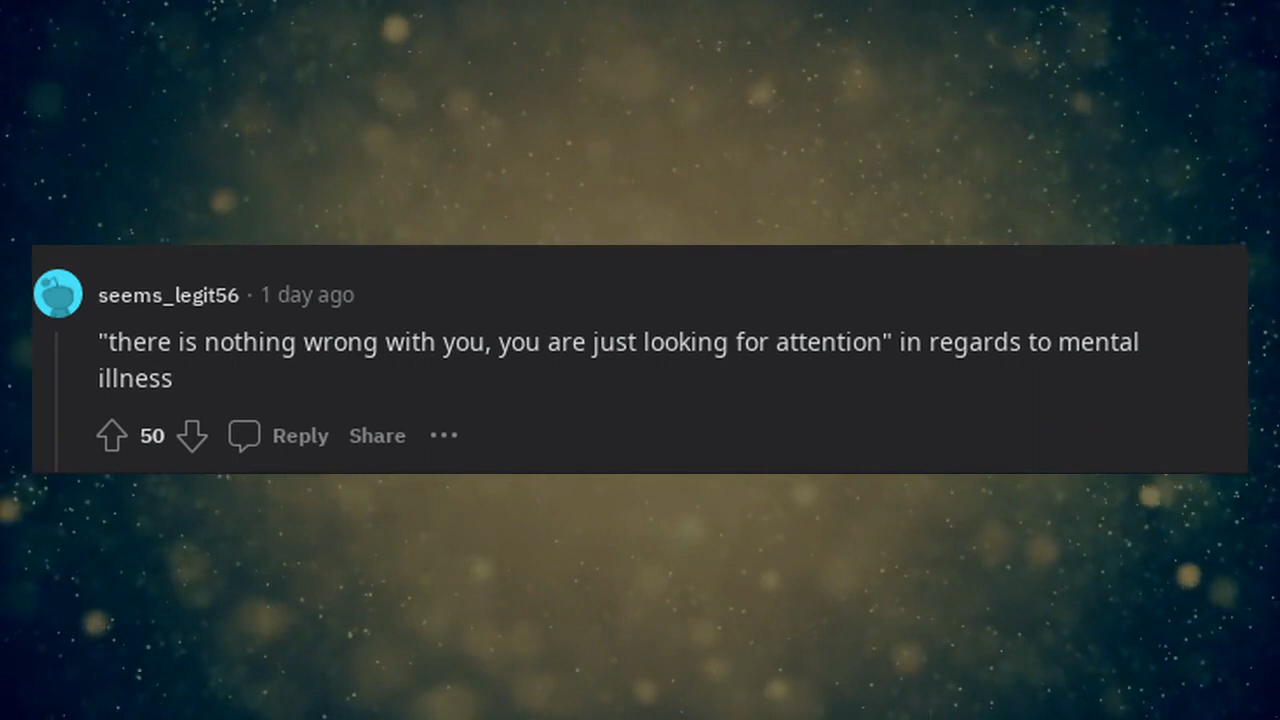 seems_legit56 · 1 day ago
"there is nothing wrong with you, you are just looking for attention" in regards to mental
illness
50 Reply Share •••